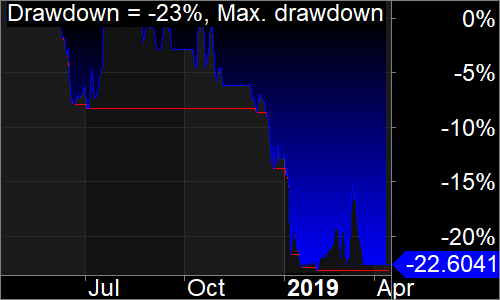 Drawdown = -23%, Max. drawdown
0%
-5%
-10%
-15%
-20%
-22.6041
Jul
Oct
2019
Apr